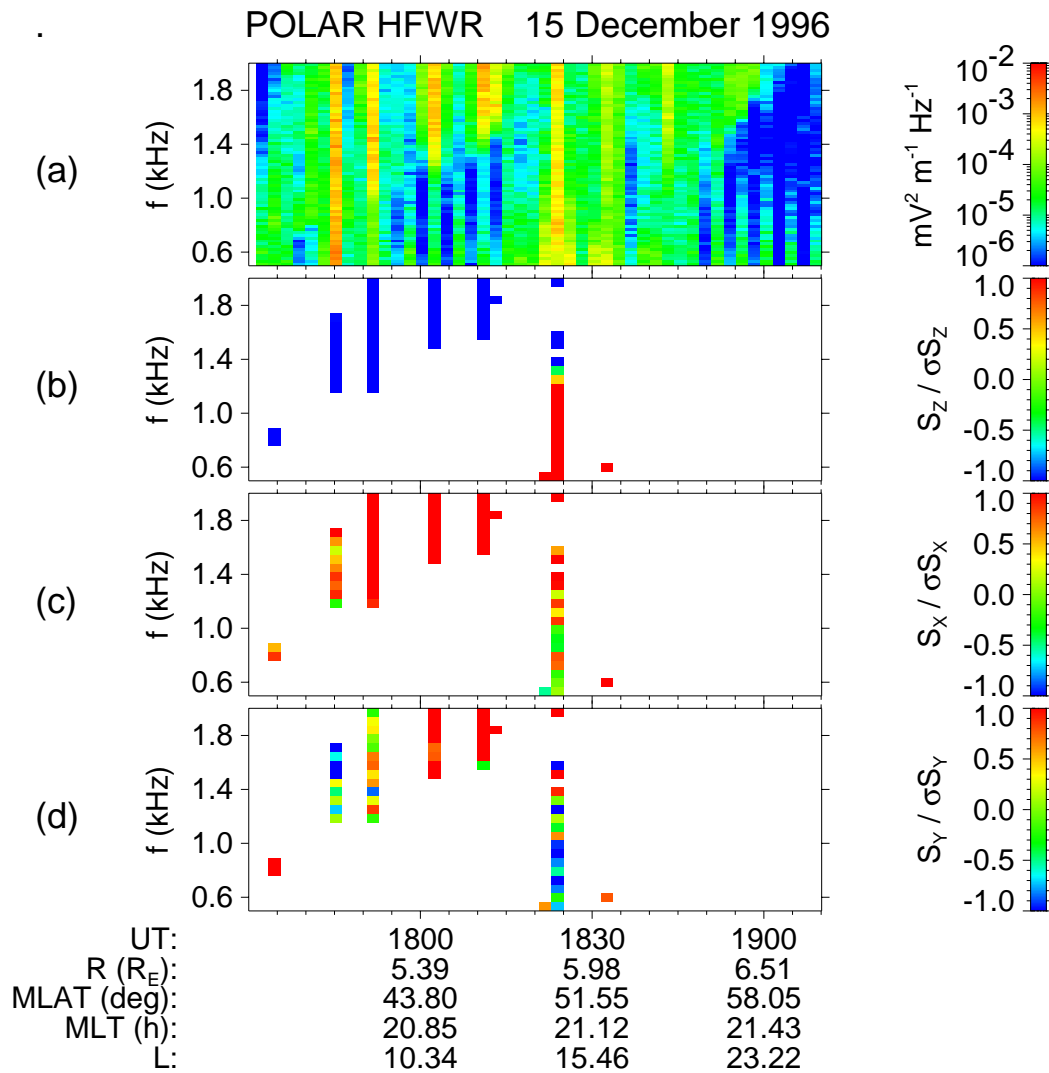 . POLAR HFWR 15 December 1996
(a)
f (kHz)
1.8
1.4
1.0
0.6
10⁻²
10⁻³
10⁻⁴
10⁻⁵
10⁻⁶
mV² m⁻¹ Hz⁻¹
(b)
f (kHz)
1.8
1.4
1.0
0.6
1.0
0.5
0.0
-0.5
-1.0
S_Z / σS_Z
(c)
f (kHz)
1.8
1.4
1.0
0.6
1.0
0.5
0.0
-0.5
-1.0
S_X / σS_X
(d)
f (kHz)
1.8
1.4
1.0
0.6
1.0
0.5
0.0
-0.5
-1.0
S_Y / σS_Y
UT: 1800 1830 1900
R (R_E): 5.39 5.98 6.51
MLAT (deg): 43.80 51.55 58.05
MLT (h): 20.85 21.12 21.43
L: 10.34 15.46 23.22